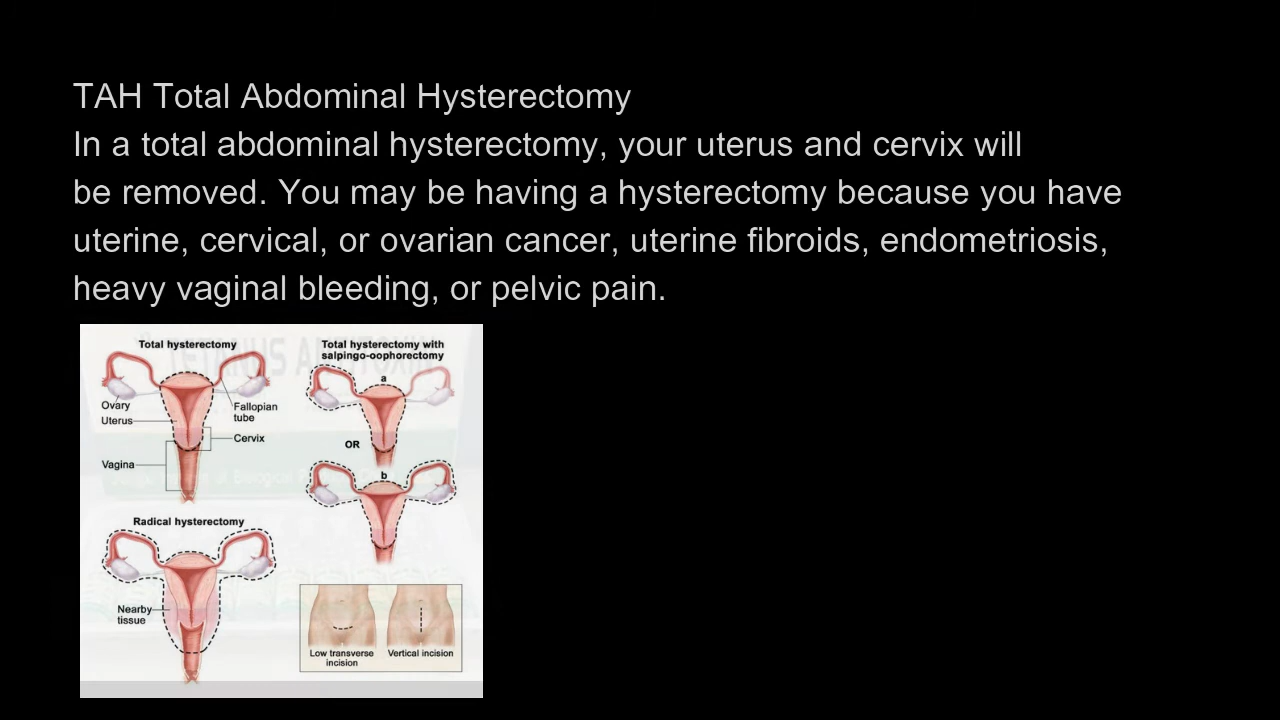 TAH Total Abdominal Hysterectomy
In a total abdominal hysterectomy, your uterus and cervix will
be removed. You may be having a hysterectomy because you have
uterine, cervical, or ovarian cancer, uterine fibroids, endometriosis,
heavy vaginal bleeding, or pelvic pain.
Total hysterectomy
Ovary
Uterus
Fallopian
tube
Cervix
Vagina
Total hysterectomy with
salpingo-oophorectomy
a
OR
b
Radical hysterectomy
Nearby
tissue
Low transverse
incision
Vertical incision